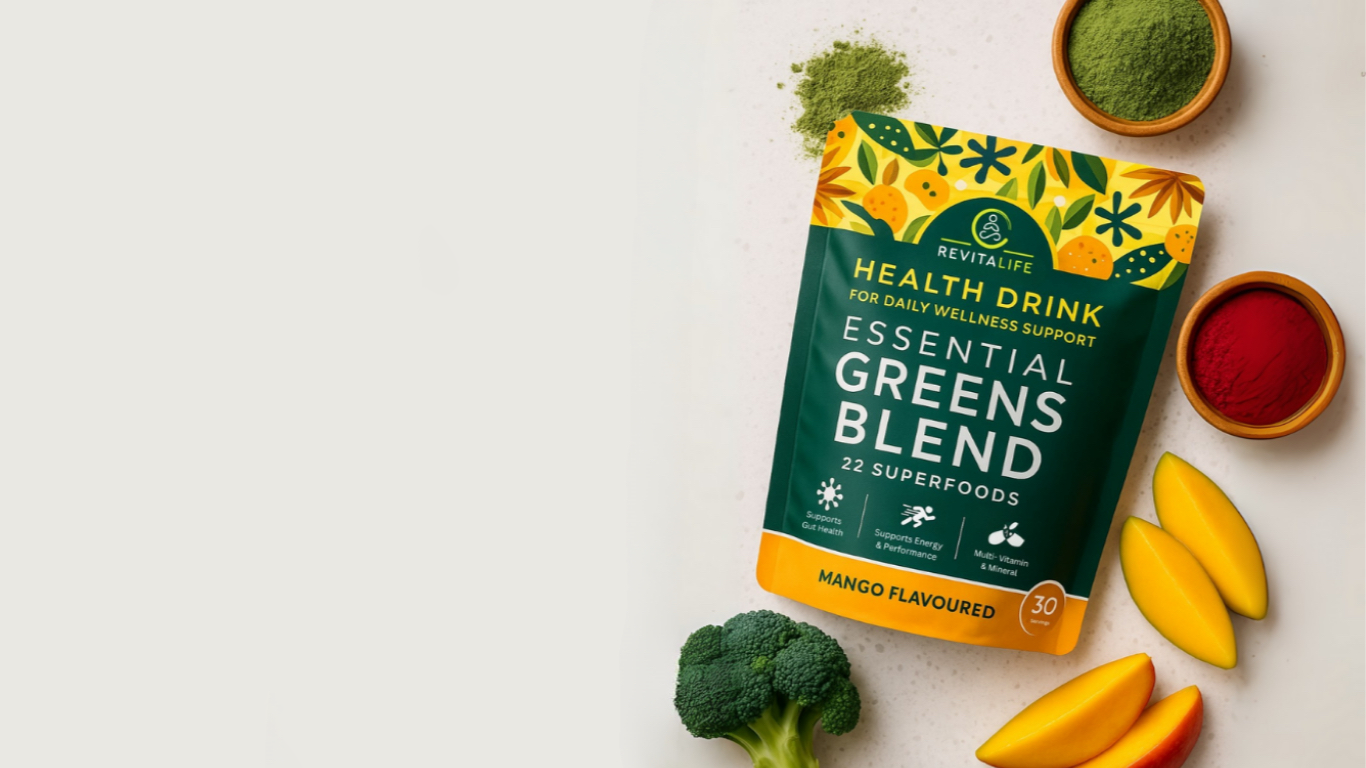 REVITALIFE
HEALTH DRINK
FOR DAILY WELLNESS SUPPORT
ESSENTIAL
GREENS
BLEND
22 SUPERFOODS
Supports
Gut Health
Supports Energy
& Performance
Multi-Vitamin
& Mineral
MANGO FLAVOURED
30
servings